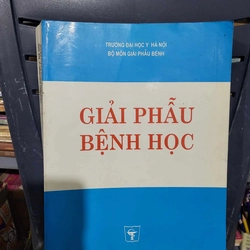 TRƯỜNG ĐẠI HỌC Y HÀ NỘI
BỘ MÔN GIẢI PHẪU BỆNH
GIẢI PHẪU
BỆNH HỌC